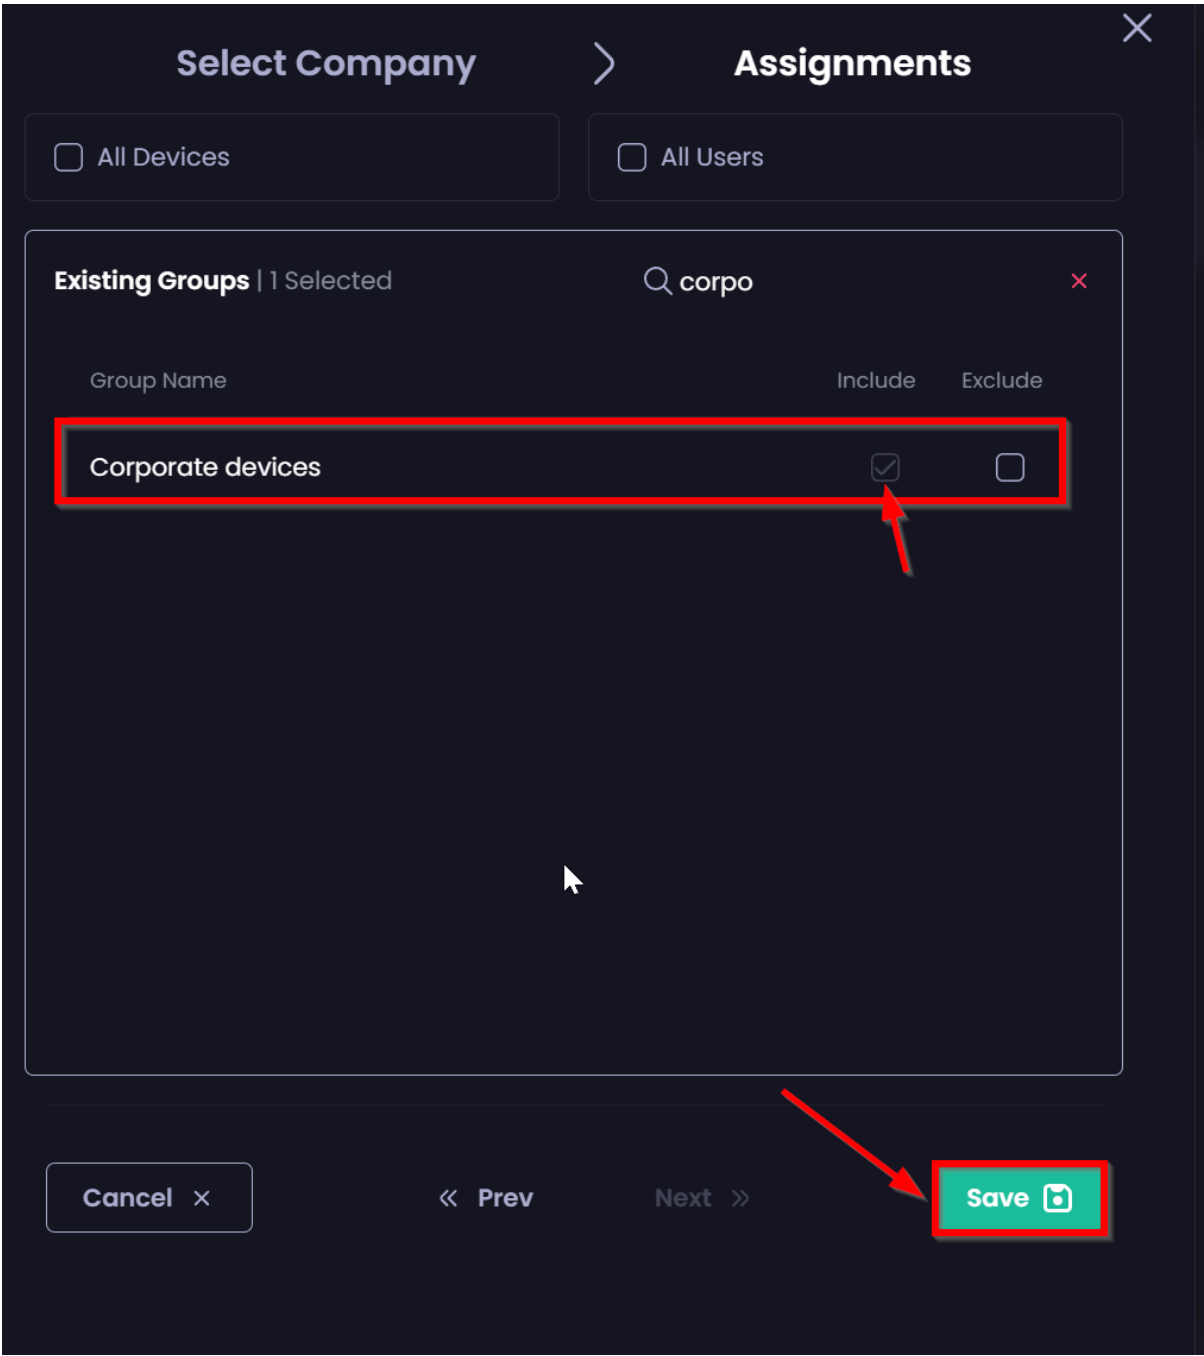 Select Company
Assignments
All Devices
All Users
Existing Groups | 1 Selected
corpo
Group Name
Include
Exclude
Corporate devices
Cancel
Prev
Next
Save